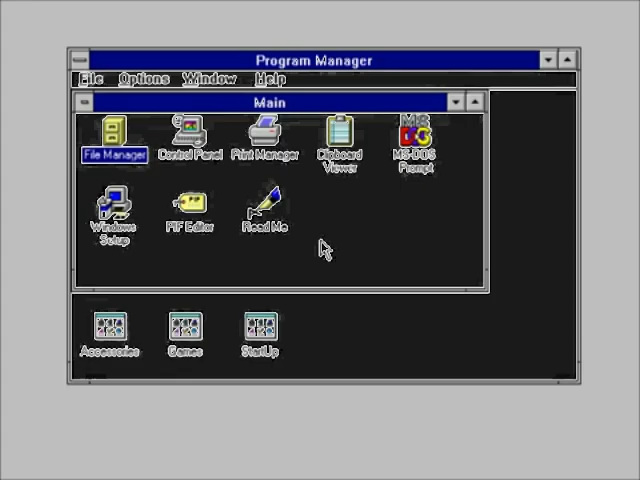 Program Manager
File Options Window Help
Main
File Manager
Control Panel
Print Manager
Clipboard
Viewer
MS-DOS
Prompt
Windows
Setup
PIF Editor
Read Me
Accessories
Games
StartUp